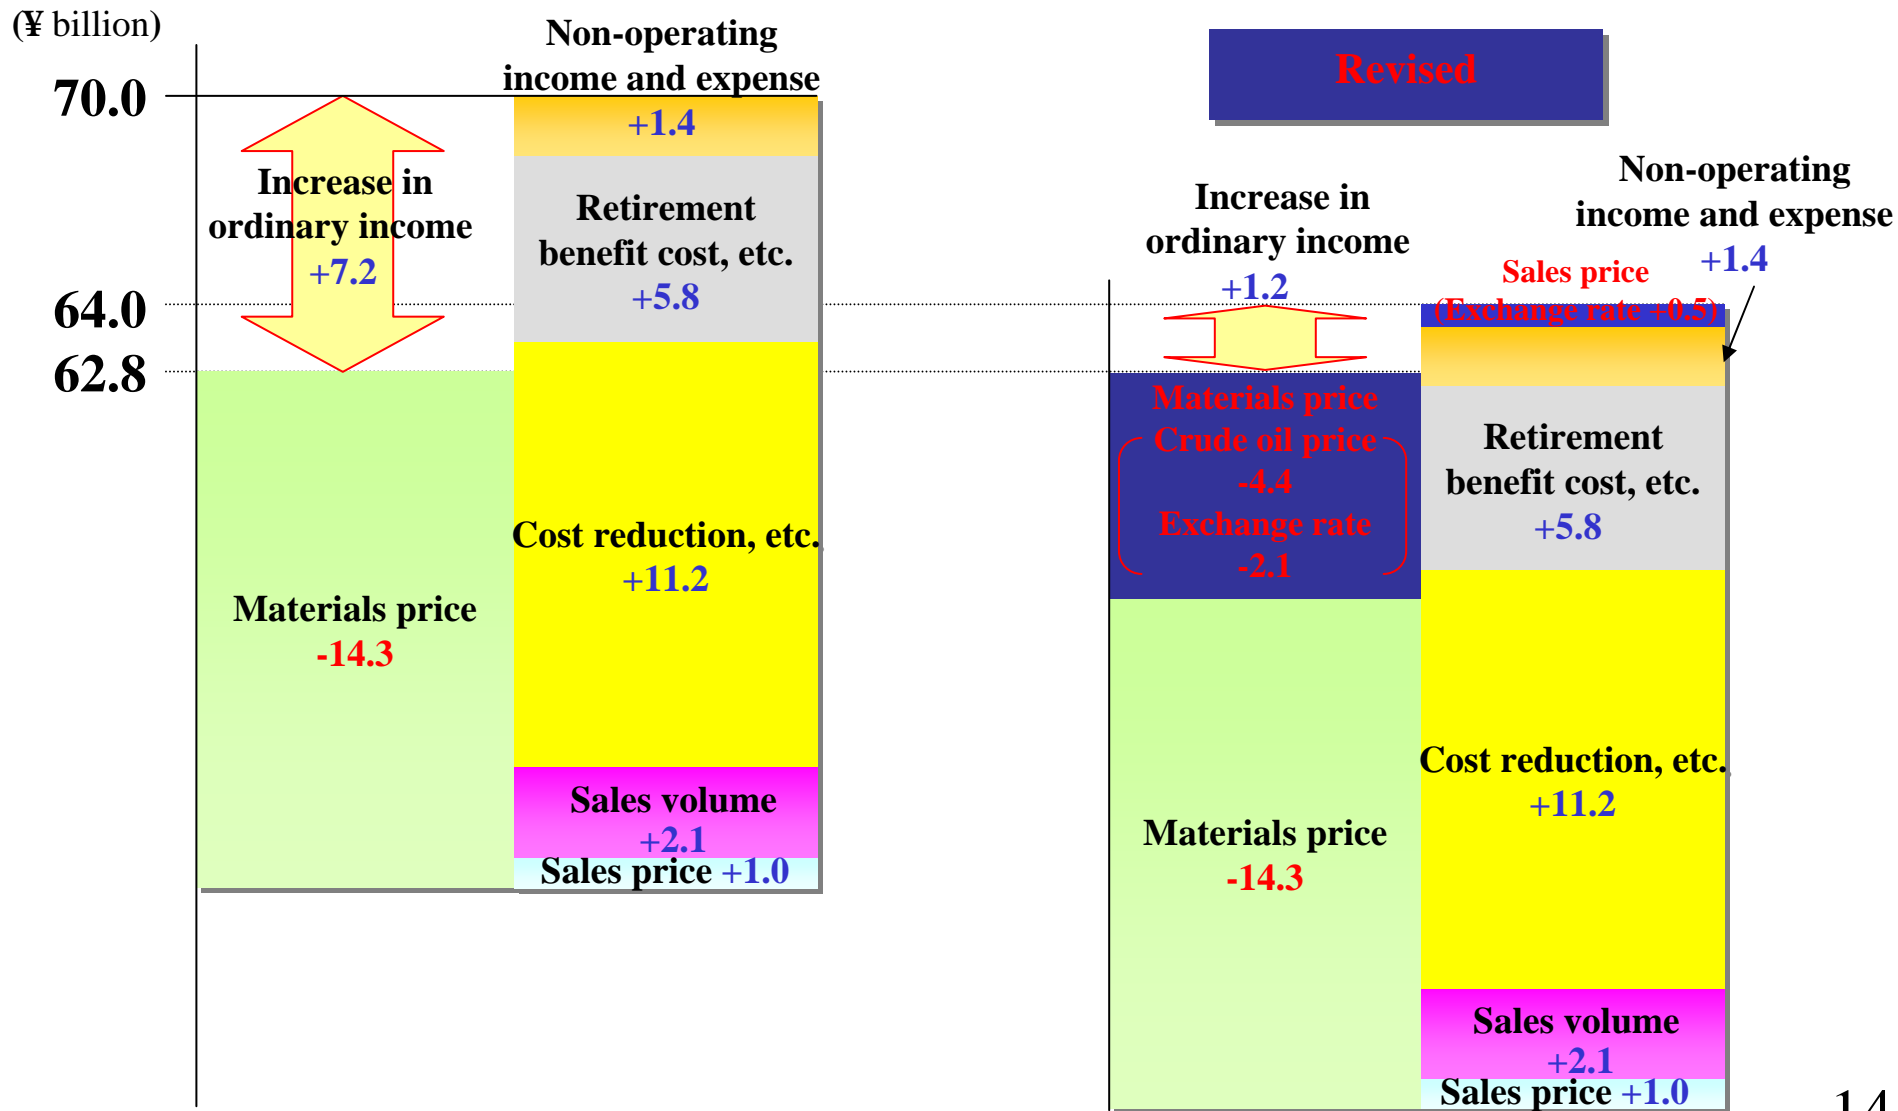 (¥ billion)
70.0
64.0
62.8
Non-operating
income and expense
+1.4
Increase in
ordinary income
+7.2
Retirement
benefit cost, etc.
+5.8
Cost reduction, etc.
+11.2
Materials price
-14.3
Sales volume
+2.1
Sales price +1.0
Revised
Increase in
ordinary income
+1.2
Non-operating
income and expense
+1.4
Sales price
(Exchange rate +0.5)
Materials price
Crude oil price
-4.4
Exchange rate
-2.1
Retirement
benefit cost, etc.
+5.8
Cost reduction, etc.
+11.2
Materials price
-14.3
Sales volume
+2.1
Sales price +1.0
14